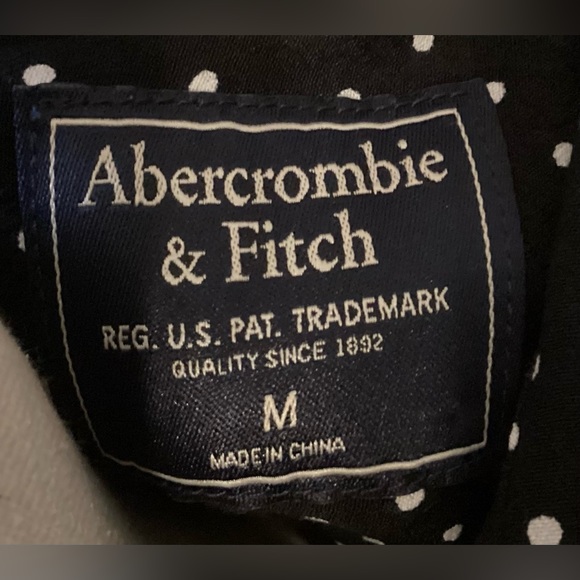 Abercrombie
& Fitch
REG. U.S. PAT. TRADEMARK
QUALITY SINCE 1892
M
MADE IN CHINA